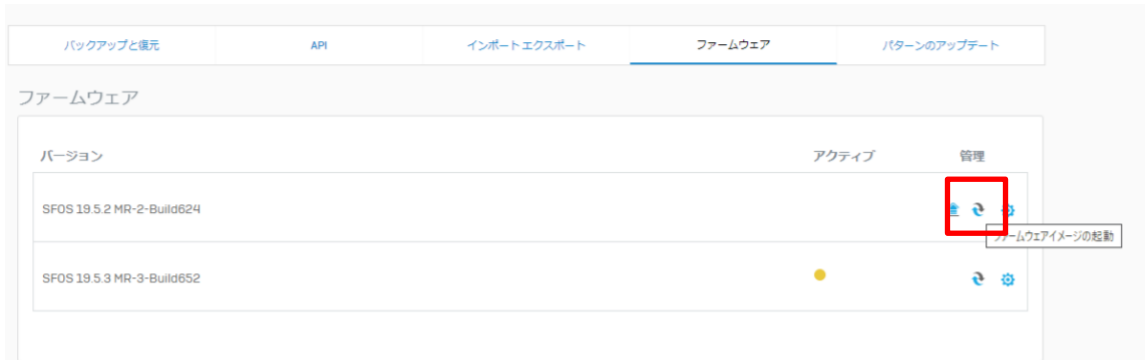 バックアップと復元 API インポート エクスポート ファームウェア パターンのアップデート
ファームウェア
バージョン アクティブ 管理
SFOS 19.5.2 MR-2-Build624
ファームウェアイメージの起動
SFOS 19.5.3 MR-3-Build652